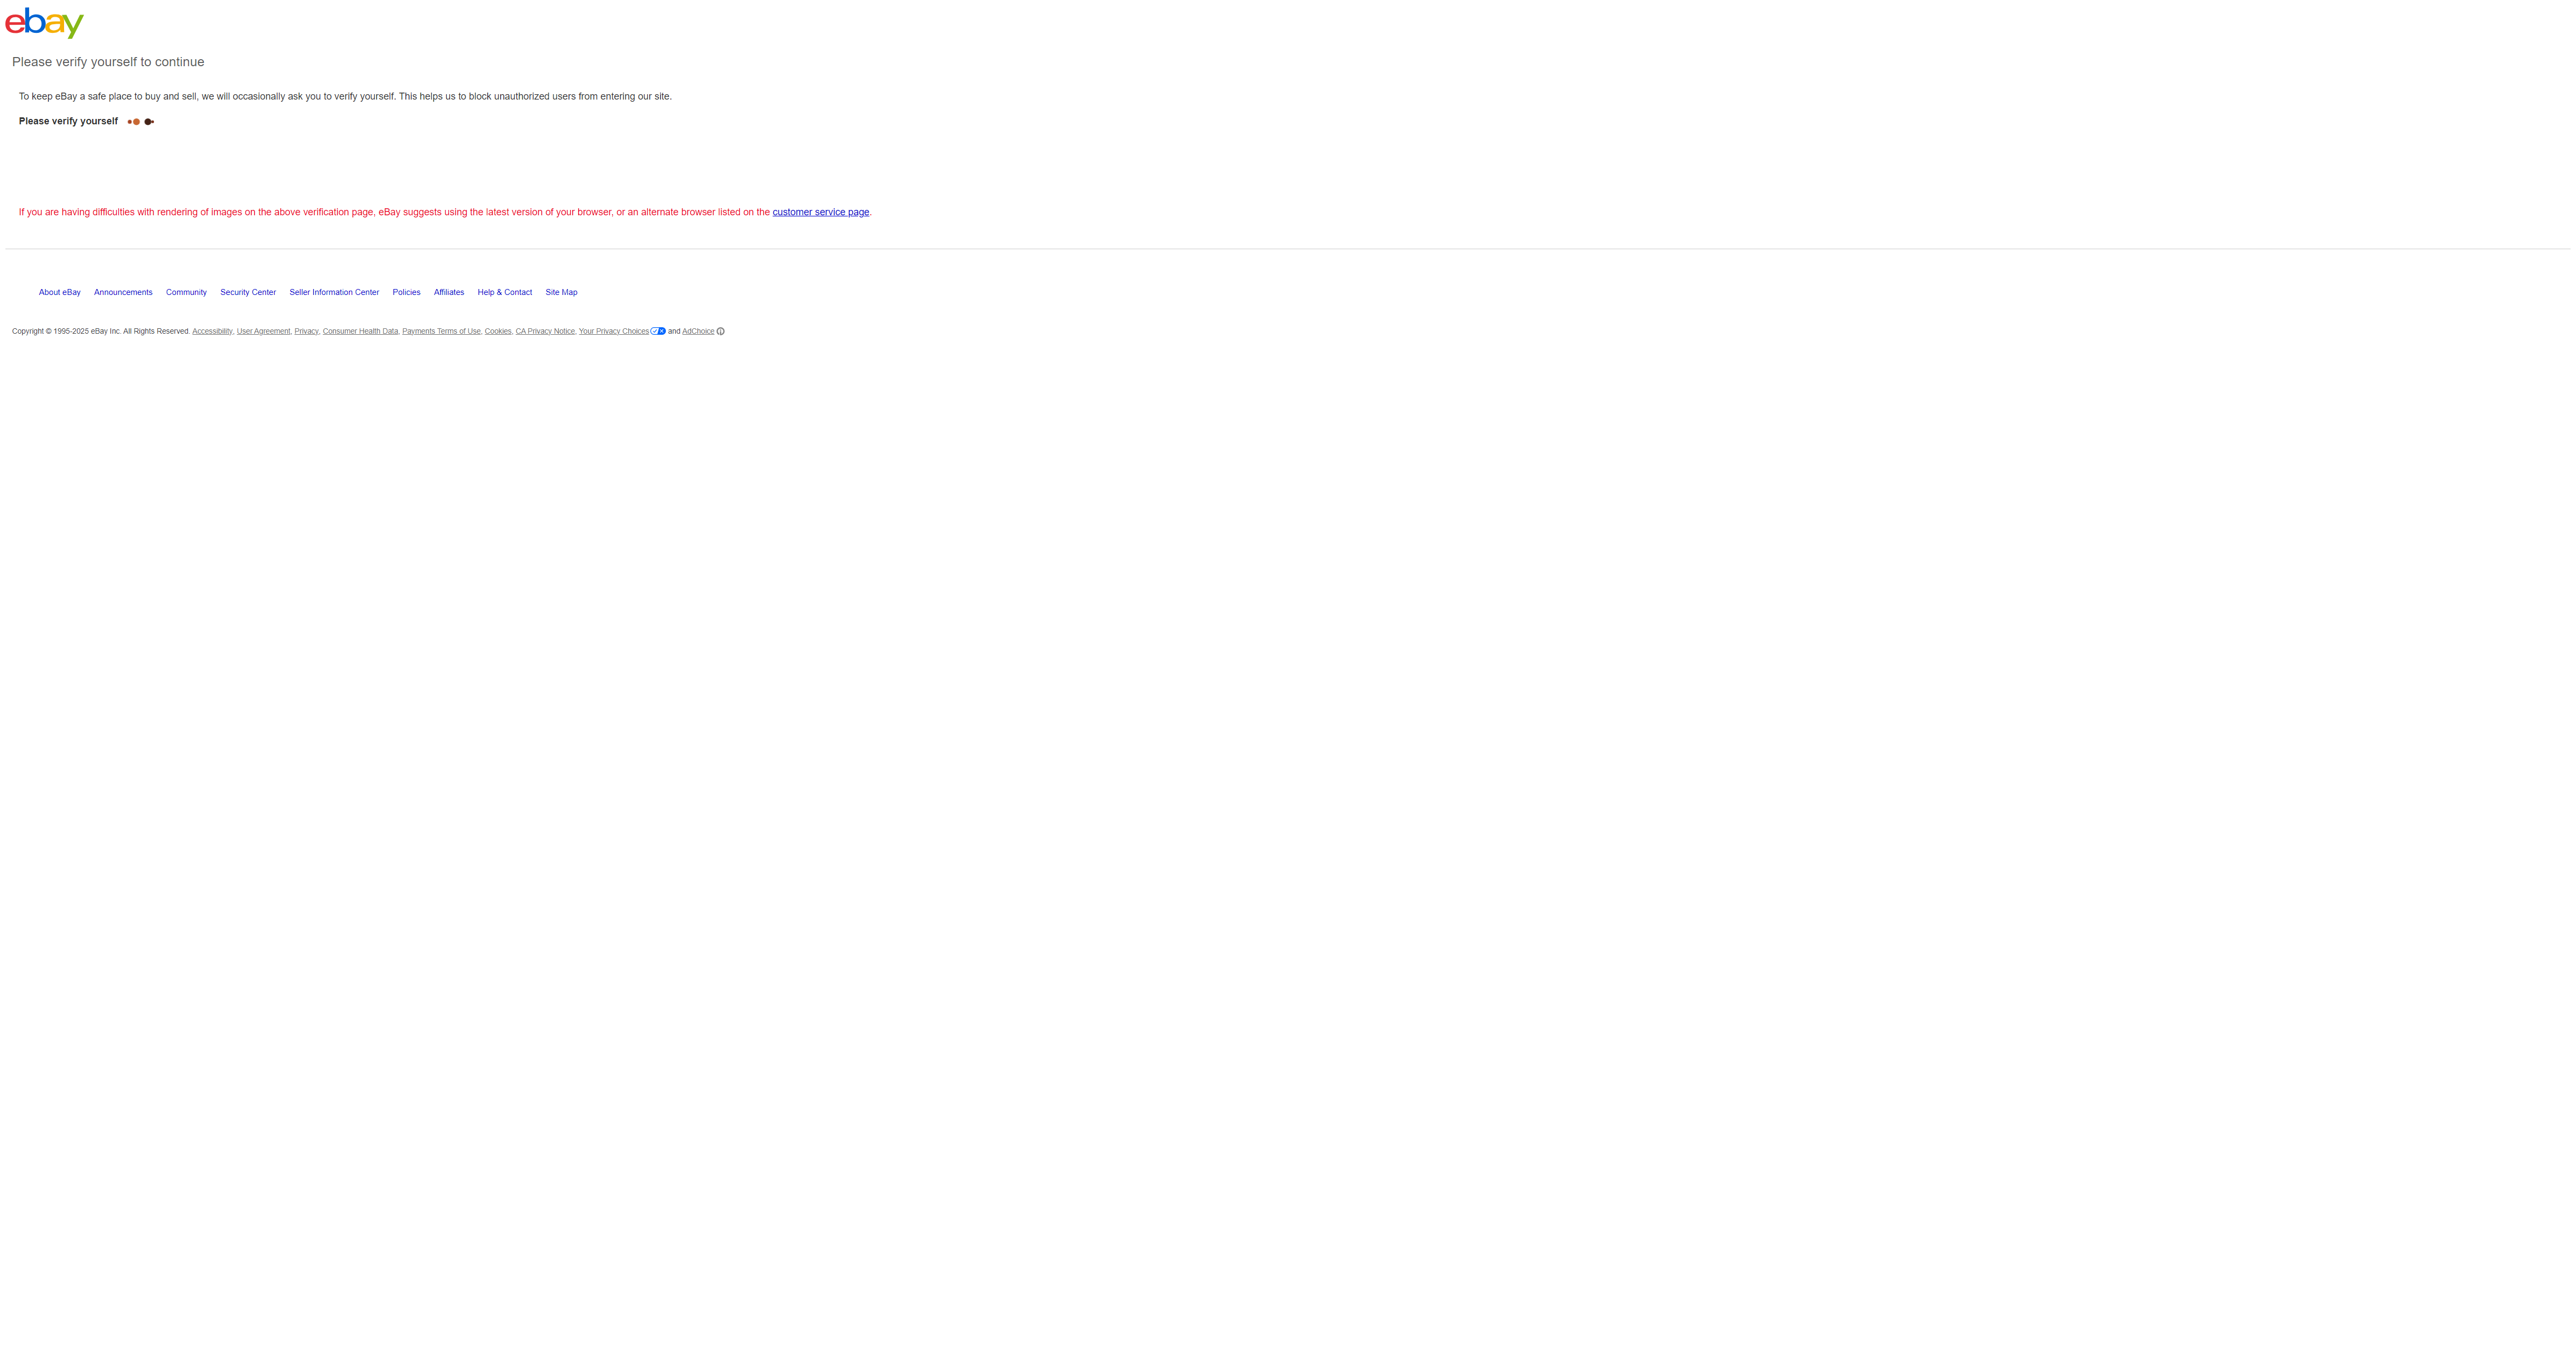 ebay
Please verify yourself to continue
To keep eBay a safe place to buy and sell, we will occasionally ask you to verify yourself. This helps us to block unauthorized users from entering our site.
Please verify yourself
If you are having difficulties with rendering of images on the above verification page, eBay suggests using the latest version of your browser, or an alternate browser listed on the customer service page.
About eBay Announcements Community Security Center Seller Information Center Policies Affiliates Help & Contact Site Map
Copyright © 1995-2025 eBay Inc. All Rights Reserved. Accessibility, User Agreement, Privacy, Consumer Health Data, Payments Terms of Use, Cookies, CA Privacy Notice, Your Privacy Choices and AdChoice